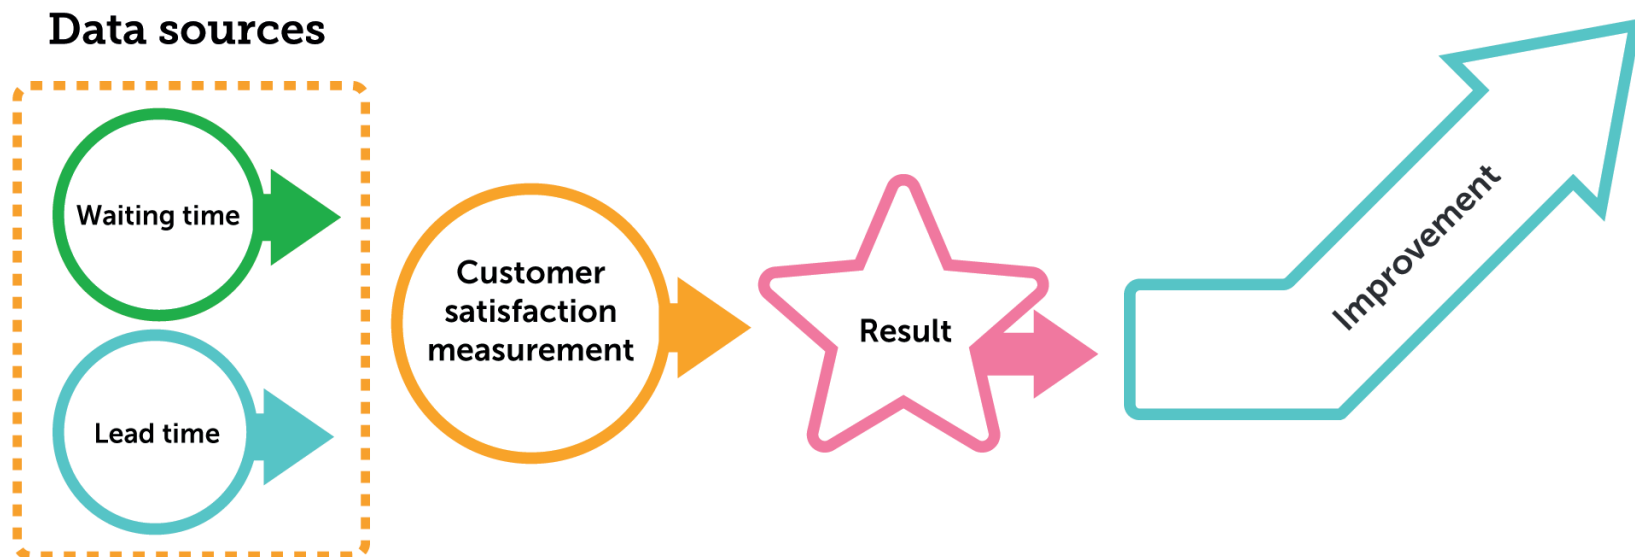 Data sources
Waiting time
Lead time
Customer
satisfaction
measurement
Result
Improvement